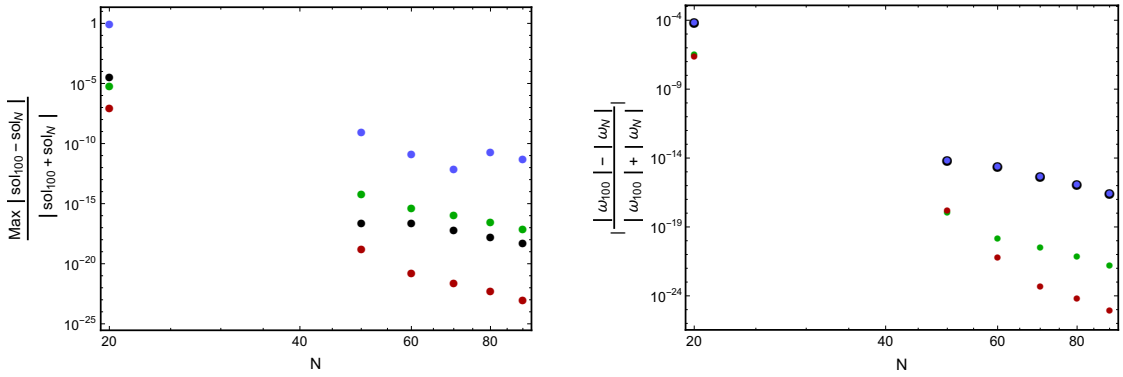 Max | sol₁₀₀ − solN |
| sol₁₀₀ + solN |
1
10⁻⁵
10⁻¹⁰
10⁻¹⁵
10⁻²⁰
10⁻²⁵
20 40 60 80
N
| | ω₁₀₀ | − | ωN | |
| ω₁₀₀ | + | ωN |
10⁻⁴
10⁻⁹
10⁻¹⁴
10⁻¹⁹
10⁻²⁴
20 40 60 80
N